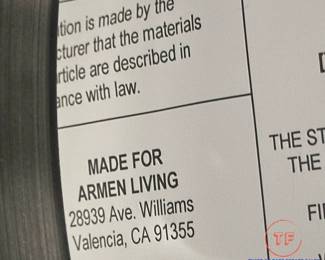 tion is made by the
cturer that the materials
rticle are described in
ance with law.
MADE FOR
ARMEN LIVING
28939 Ave. Williams
Valencia, CA 91355
THE ST
THE
FI
TF